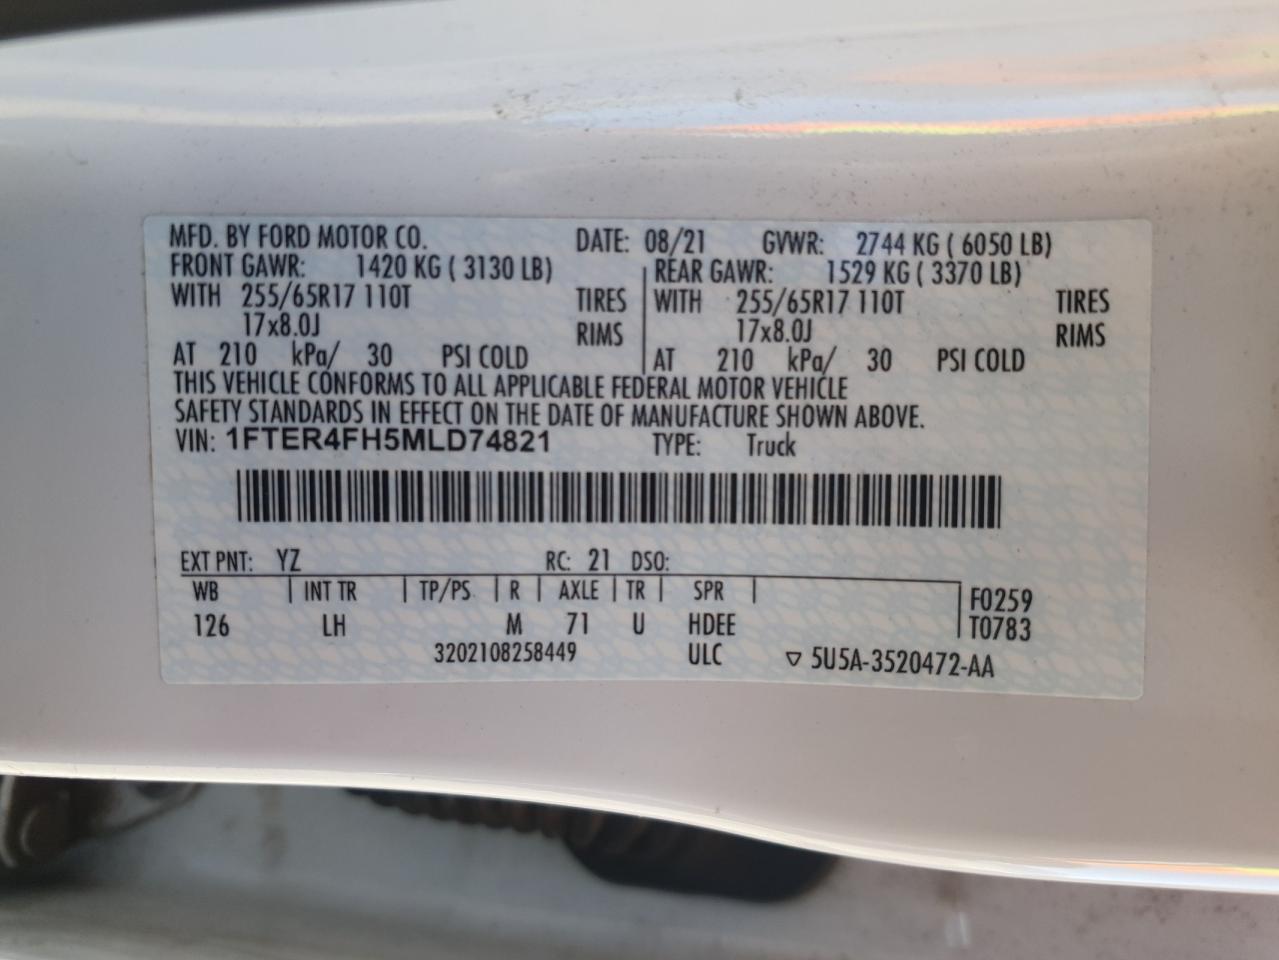 MFD. BY FORD MOTOR CO. DATE: 08/21 GVWR: 2744 KG ( 6050 LB)
FRONT GAWR: 1420 KG ( 3130 LB) REAR GAWR: 1529 KG ( 3370 LB)
WITH 255/65R17 110T TIRES WITH 255/65R17 110T TIRES
17x8.0J RIMS 17x8.0J RIMS
AT 210 kPa/ 30 PSI COLD AT 210 kPa/ 30 PSI COLD
THIS VEHICLE CONFORMS TO ALL APPLICABLE FEDERAL MOTOR VEHICLE
SAFETY STANDARDS IN EFFECT ON THE DATE OF MANUFACTURE SHOWN ABOVE.
VIN: 1FTER4FH5MLD74821 TYPE: Truck
EXT PNT: YZ RC: 21 DSO:
WB INT TR TP/PS R AXLE TR SPR F0259
126 LH M 71 U HDEE T0783
3202108258449 ULC ▽ 5U5A-3520472-AA